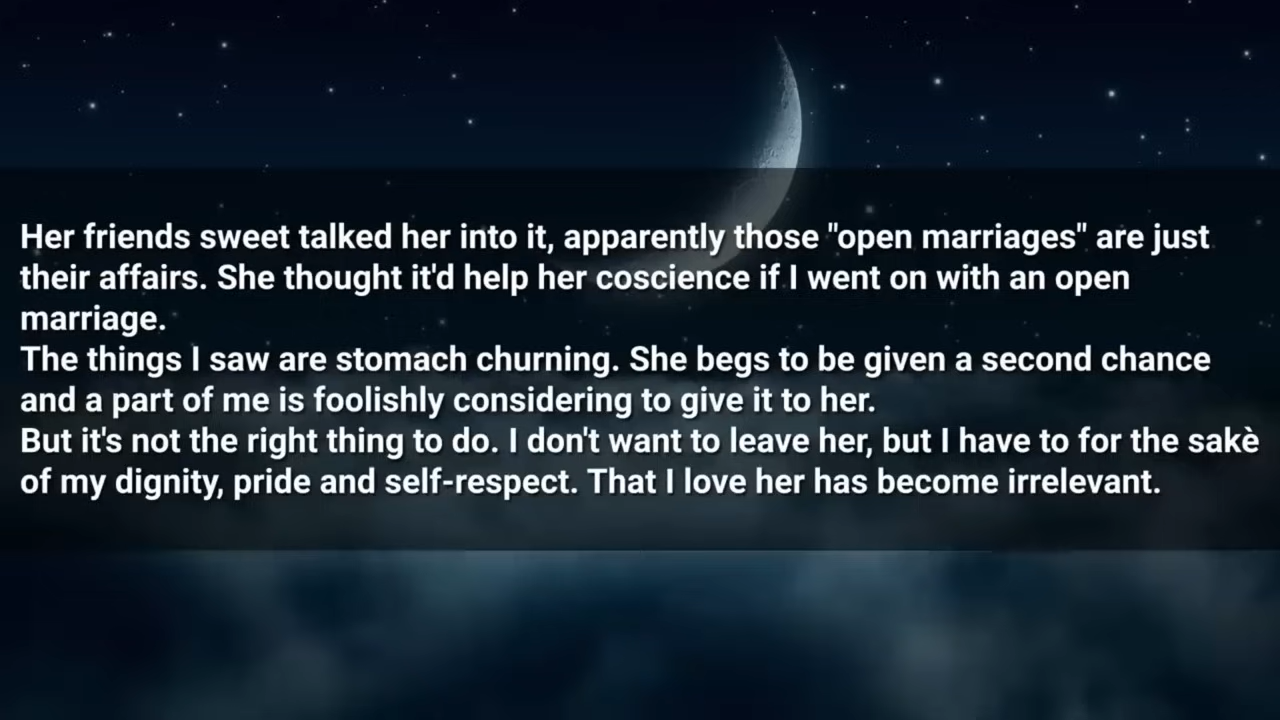 Her friends sweet talked her into it, apparently those "open marriages" are just
their affairs. She thought it'd help her coscience if I went on with an open
marriage.
The things I saw are stomach churning. She begs to be given a second chance
and a part of me is foolishly considering to give it to her.
But it's not the right thing to do. I don't want to leave her, but I have to for the sakè
of my dignity, pride and self-respect. That I love her has become irrelevant.